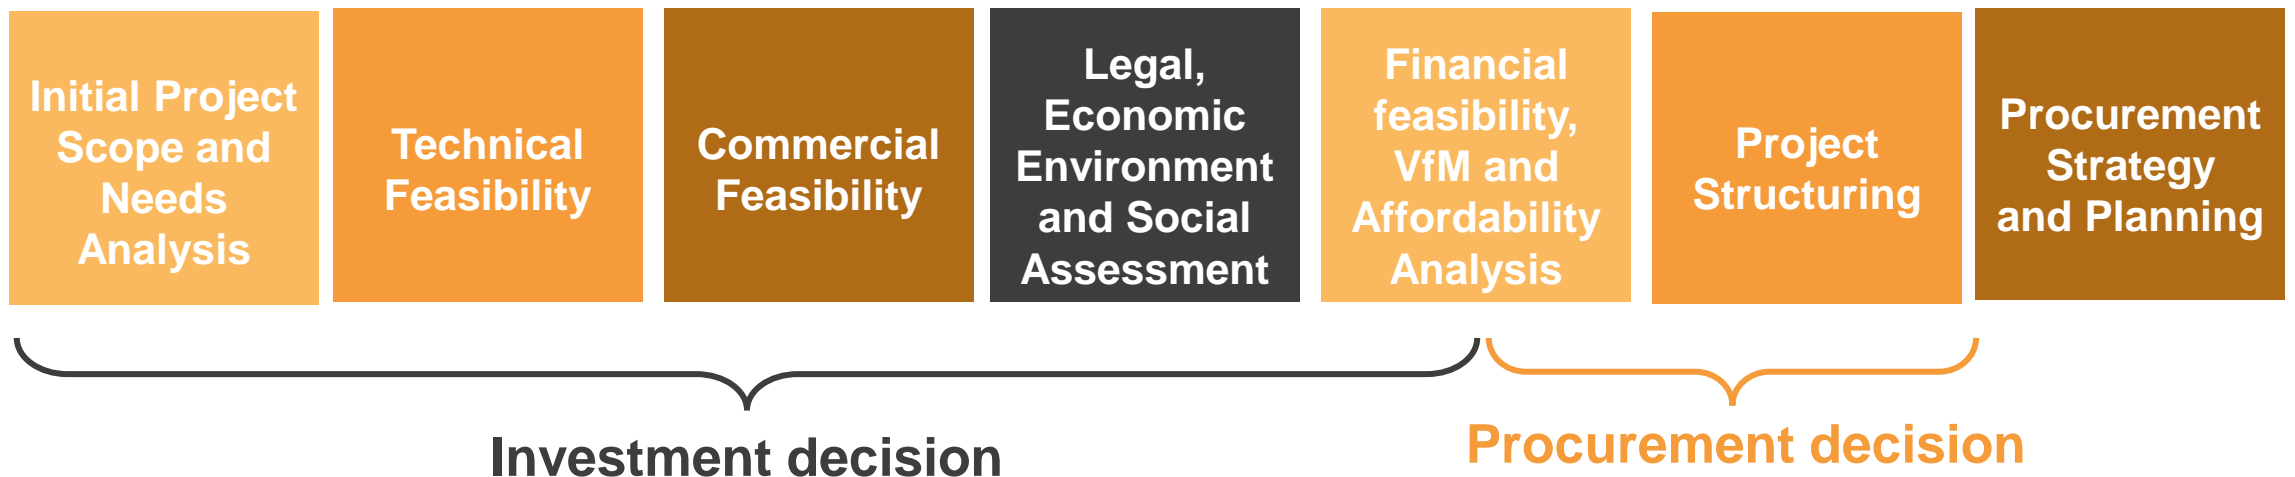 Initial Project
Scope and
Needs
Analysis
Technical
Feasibility
Commercial
Feasibility
Legal,
Economic
Environment
and Social
Assessment
Financial
feasibility,
VfM and
Affordability
Analysis
Project
Structuring
Procurement
Strategy
and Planning
Investment decision
Procurement decision